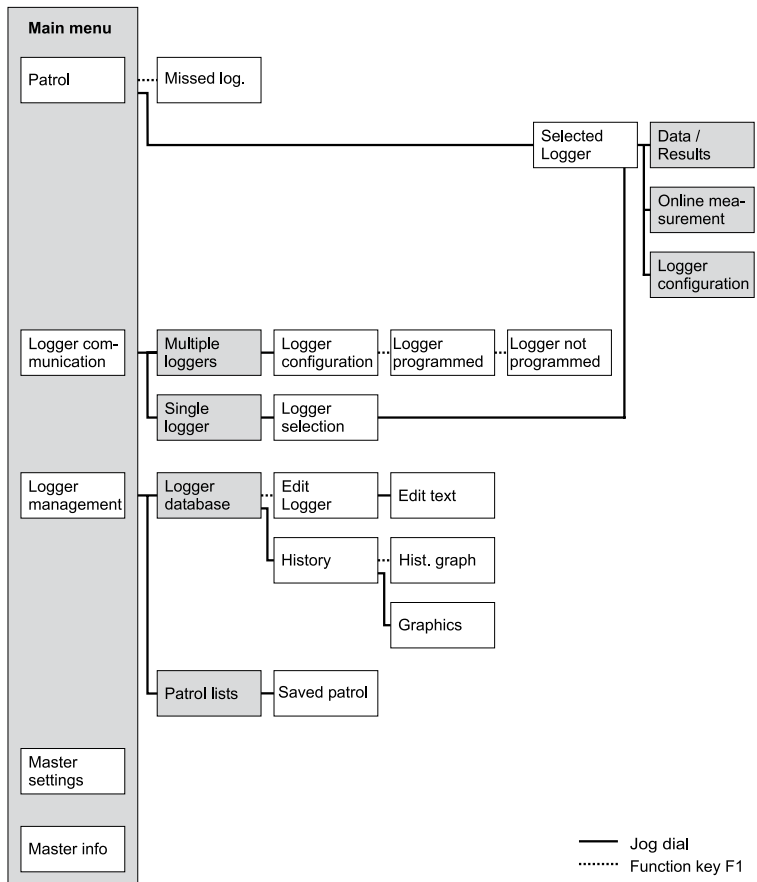 Main menu
Patrol
Missed log.
Selected
Logger
Data /
Results
Online mea-
surement
Logger
configuration
Logger com-
munication
Multiple
loggers
Logger
configuration
Logger
programmed
Logger not
programmed
Single
logger
Logger
selection
Logger
management
Logger
database
Edit
Logger
Edit text
History
Hist. graph
Graphics
Patrol lists
Saved patrol
Master
settings
Master info
Jog dial
Function key F1